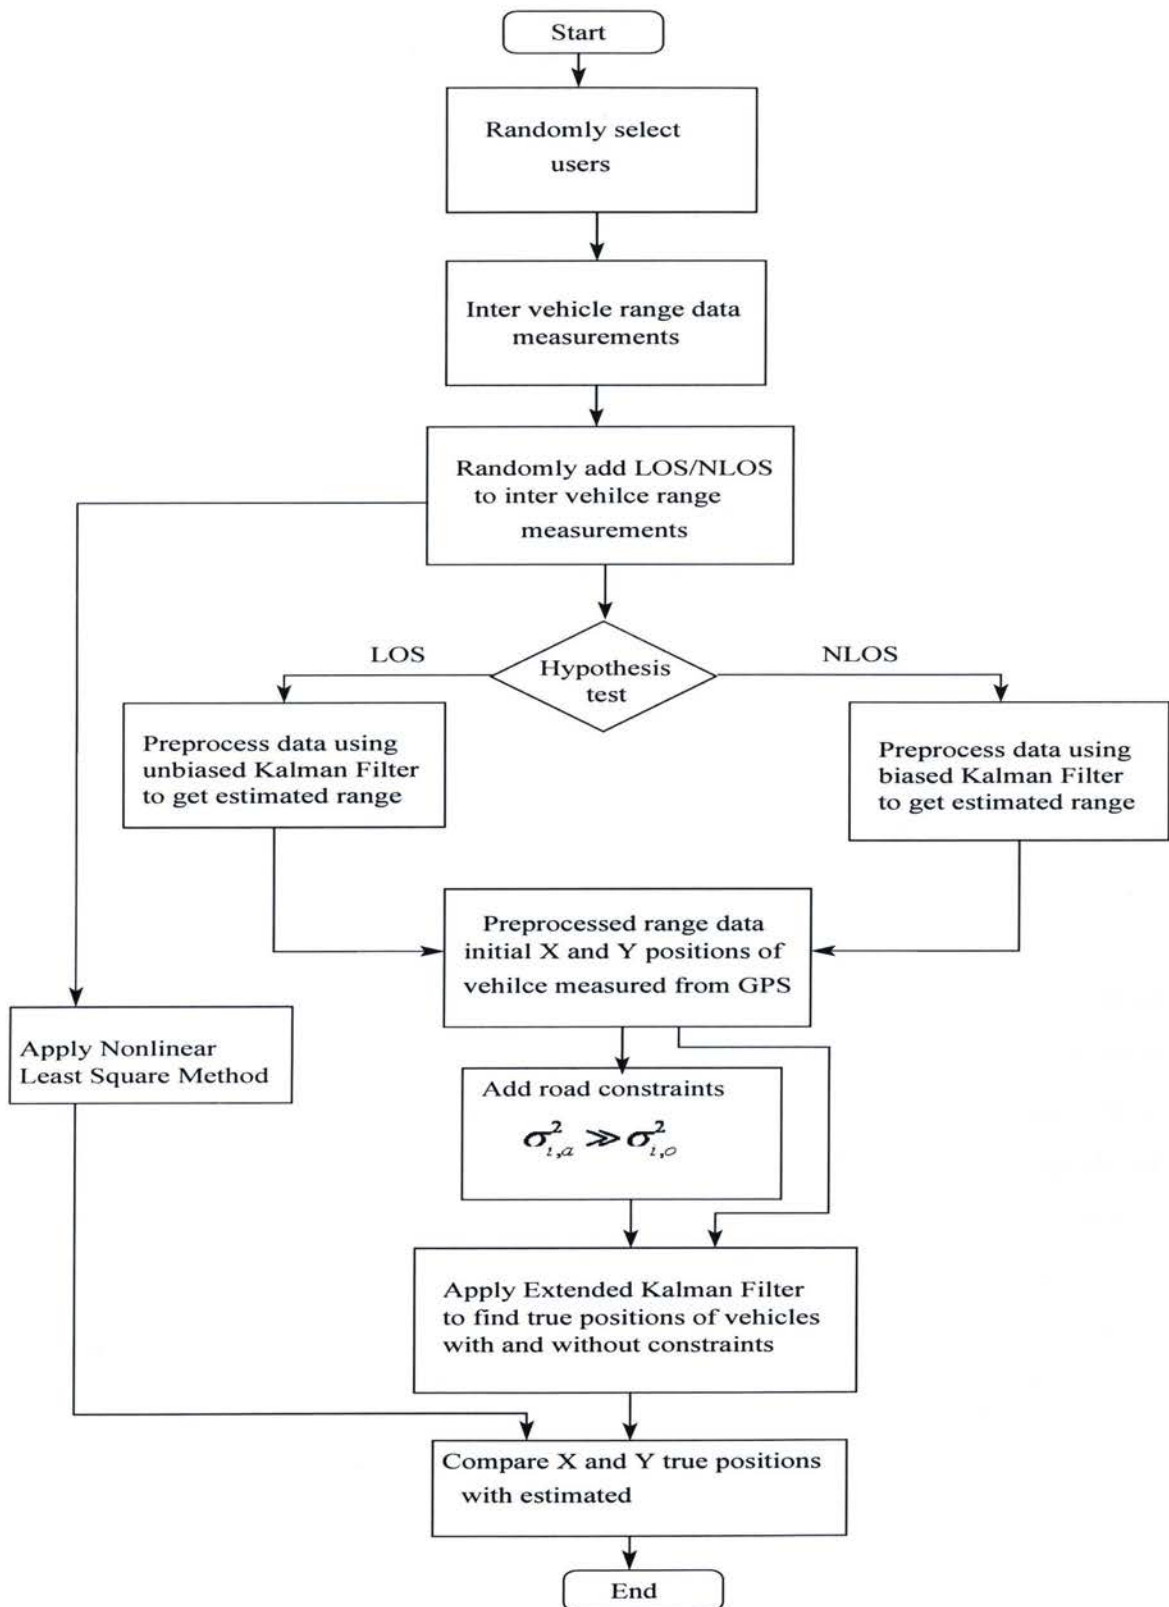 Start
Randomly select
users
Inter vehicle range data
measurements
Randomly add LOS/NLOS
to inter vehilce range
measurements
LOS
Hypothesis
test
NLOS
Preprocess data using
unbiased Kalman Filter
to get estimated range
Preprocess data using
biased Kalman Filter
to get estimated range
Preprocessed range data
initial X and Y positions of
vehilce measured from GPS
Apply Nonlinear
Least Square Method
Add road constraints
σ²_{i,a} ≫ σ²_{i,o}
Apply Extended Kalman Filter
to find true positions of vehicles
with and without constraints
Compare X and Y true positions
with estimated
End